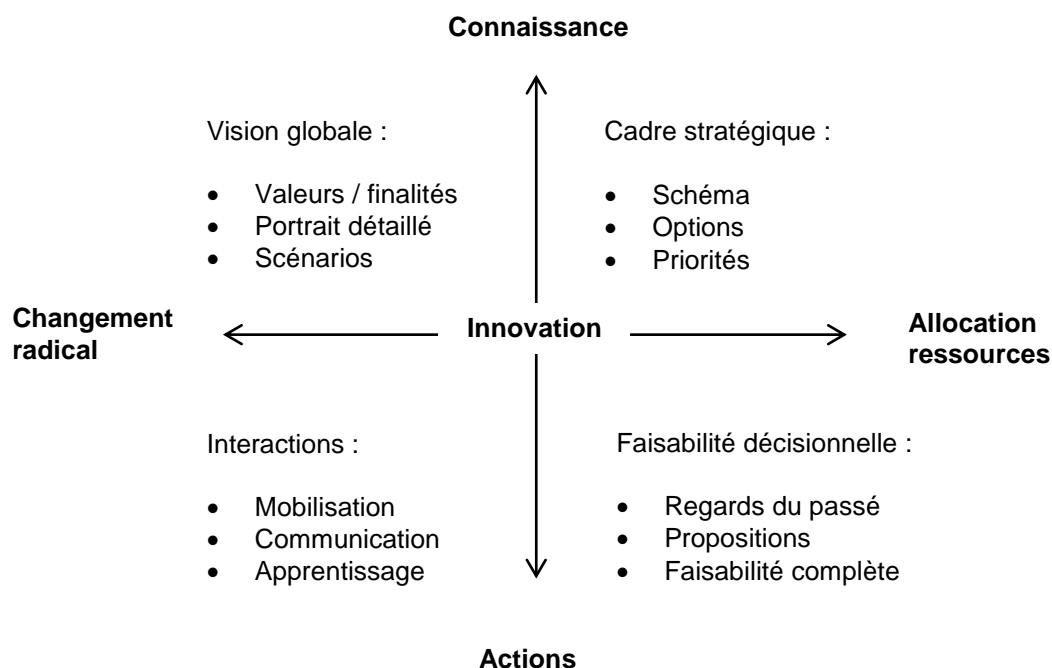 Connaissance
Vision globale :
• Valeurs / finalités
• Portrait détaillé
• Scénarios
Cadre stratégique :
• Schéma
• Options
• Priorités
Changement
radical
Innovation
Allocation
ressources
Interactions :
• Mobilisation
• Communication
• Apprentissage
Faisabilité décisionnelle :
• Regards du passé
• Propositions
• Faisabilité complète
Actions